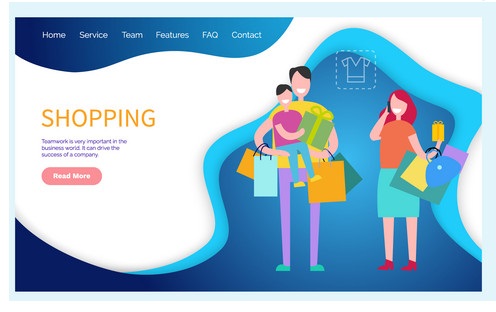 Home Service Team Features FAQ Contact
SHOPPING
Teamwork is very important in the
business world. It can drive the
success of a company.
Read More